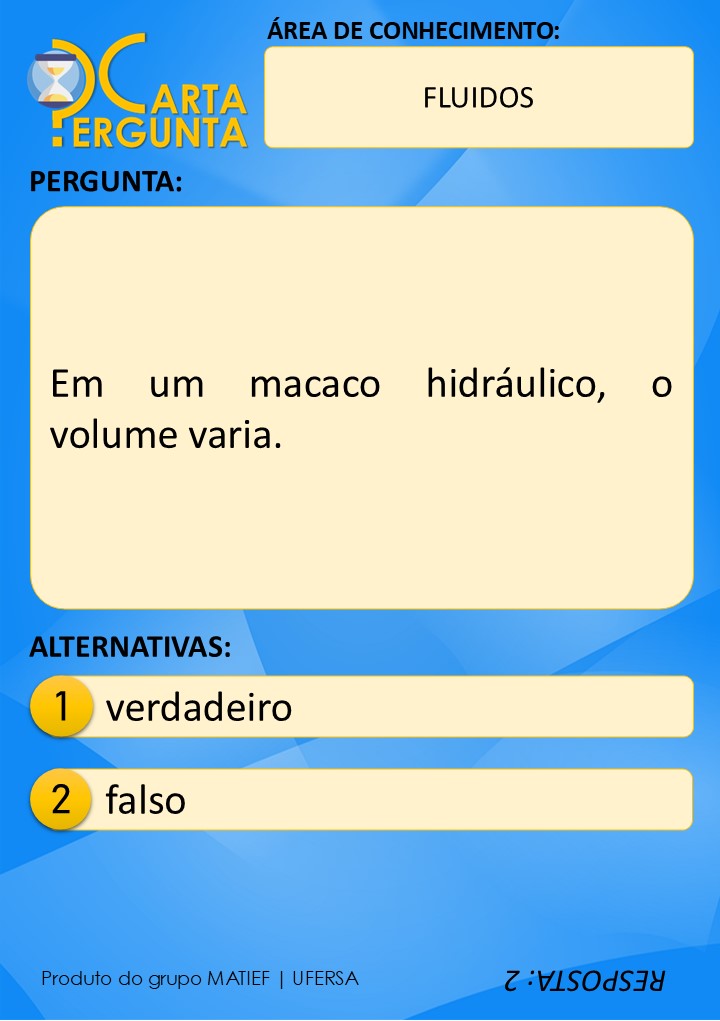 ÁREA DE CONHECIMENTO:
CARTA
PERGUNTA
FLUIDOS
PERGUNTA:
Em um macaco hidráulico, o
volume varia.
ALTERNATIVAS:
1 verdadeiro
2 falso
Produto do grupo MATIEF | UFERSA
RESPOSTA: 2